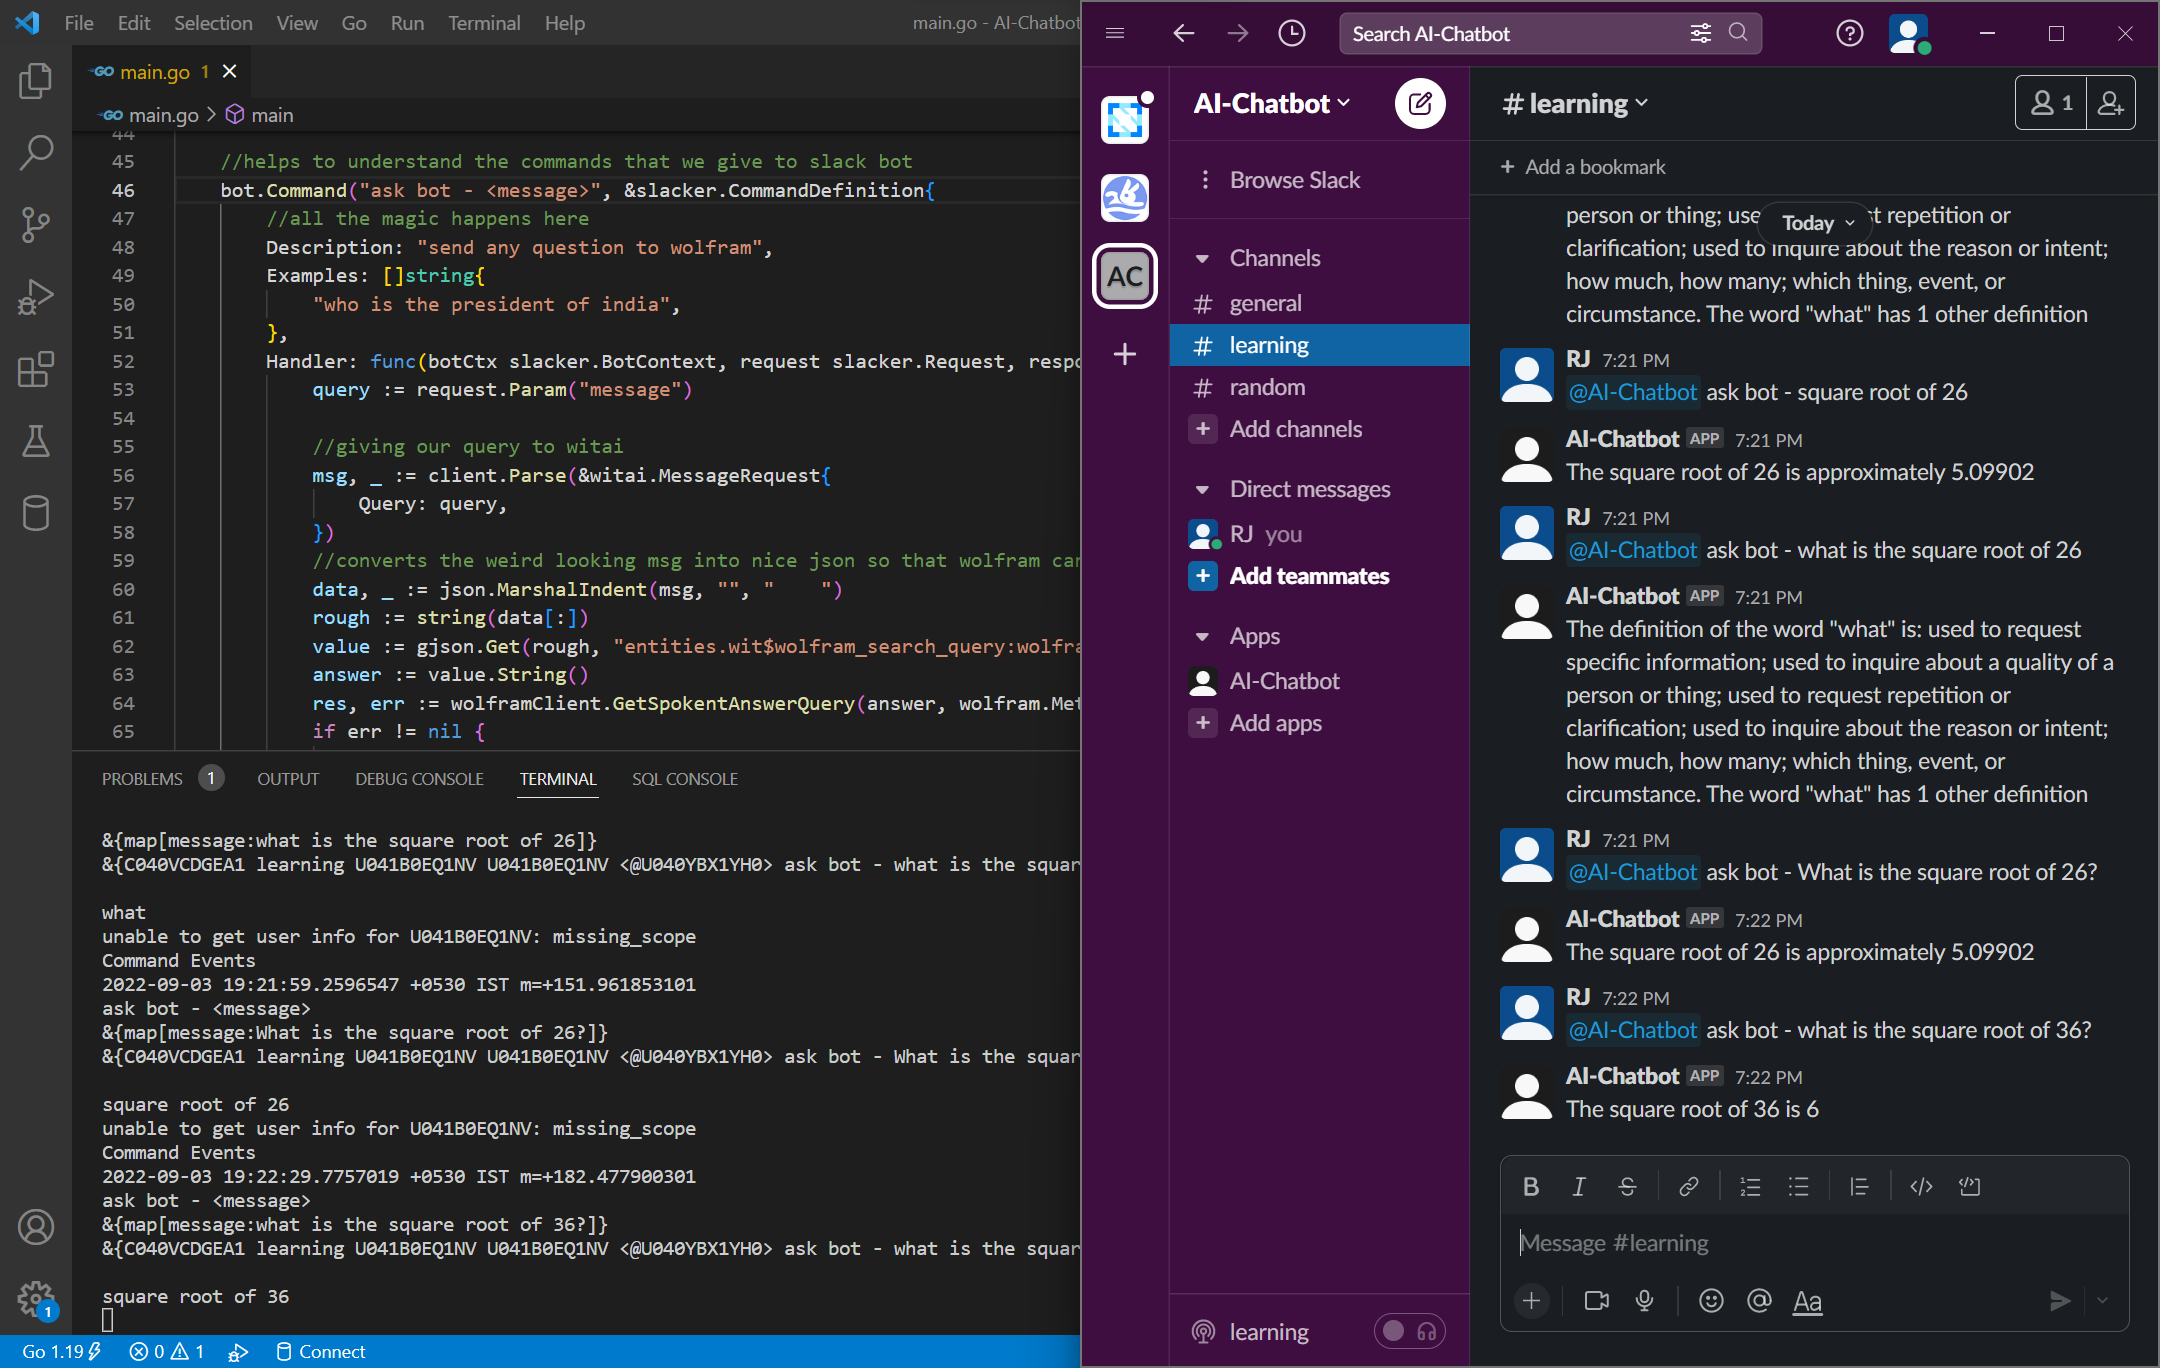 File Edit Selection View Go Run Terminal Help
main.go - AI-Chatbot
GO main.go 1
GO main.go > main
44
45 //helps to understand the commands that we give to slack bot
46 bot.Command("ask bot - <message>", &slacker.CommandDefinition{
47 //all the magic happens here
48 Description: "send any question to wolfram",
49 Examples: []string{
50 "who is the president of india",
51 },
52 Handler: func(botCtx slacker.BotContext, request slacker.Request, respo
53 query := request.Param("message")
54
55 //giving our query to witai
56 msg, _ := client.Parse(&witai.MessageRequest{
57 Query: query,
58 })
59 //converts the weird looking msg into nice json so that wolfram can
60 data, _ := json.MarshalIndent(msg, "", "    ")
61 rough := string(data[:])
62 value := gjson.Get(rough, "entities.wit$wolfram_search_query:wolfra
63 answer := value.String()
64 res, err := wolframClient.GetSpokentAnswerQuery(answer, wolfram.Met
65 if err != nil {
PROBLEMS 1 OUTPUT DEBUG CONSOLE TERMINAL SQL CONSOLE
&{map[message:what is the square root of 26]}
&{C040VCDGEA1 learning U041B0EQ1NV U041B0EQ1NV <@U040YBX1YH0> ask bot - what is the squar
what
unable to get user info for U041B0EQ1NV: missing_scope
Command Events
2022-09-03 19:21:59.2596547 +0530 IST m=+151.961853101
ask bot - <message>
&{map[message:What is the square root of 26?]}
&{C040VCDGEA1 learning U041B0EQ1NV U041B0EQ1NV <@U040YBX1YH0> ask bot - What is the squar
square root of 26
unable to get user info for U041B0EQ1NV: missing_scope
Command Events
2022-09-03 19:22:29.7757019 +0530 IST m=+182.477900301
ask bot - <message>
&{map[message:what is the square root of 36?]}
&{C040VCDGEA1 learning U041B0EQ1NV U041B0EQ1NV <@U040YBX1YH0> ask bot - what is the squar
square root of 36
1
Go 1.19 0 1 Connect
Search AI-Chatbot
AC
AI-Chatbot
Browse Slack
Channels
# general
# learning
# random
+ Add channels
Direct messages
RJ you
+ Add teammates
Apps
AI-Chatbot
+ Add apps
learning
# learning
1
+ Add a bookmark
Today
person or thing; use st repetition or
clarification; used to inquire about the reason or intent;
how much, how many; which thing, event, or
circumstance. The word "what" has 1 other definition
RJ 7:21 PM
@AI-Chatbot ask bot - square root of 26
AI-Chatbot APP 7:21 PM
The square root of 26 is approximately 5.09902
RJ 7:21 PM
@AI-Chatbot ask bot - what is the square root of 26
AI-Chatbot APP 7:21 PM
The definition of the word "what" is: used to request
specific information; used to inquire about a quality of a
person or thing; used to request repetition or
clarification; used to inquire about the reason or intent;
how much, how many; which thing, event, or
circumstance. The word "what" has 1 other definition
RJ 7:21 PM
@AI-Chatbot ask bot - What is the square root of 26?
AI-Chatbot APP 7:22 PM
The square root of 26 is approximately 5.09902
RJ 7:22 PM
@AI-Chatbot ask bot - what is the square root of 36?
AI-Chatbot APP 7:22 PM
The square root of 36 is 6
B I S
Message #learning
Aa